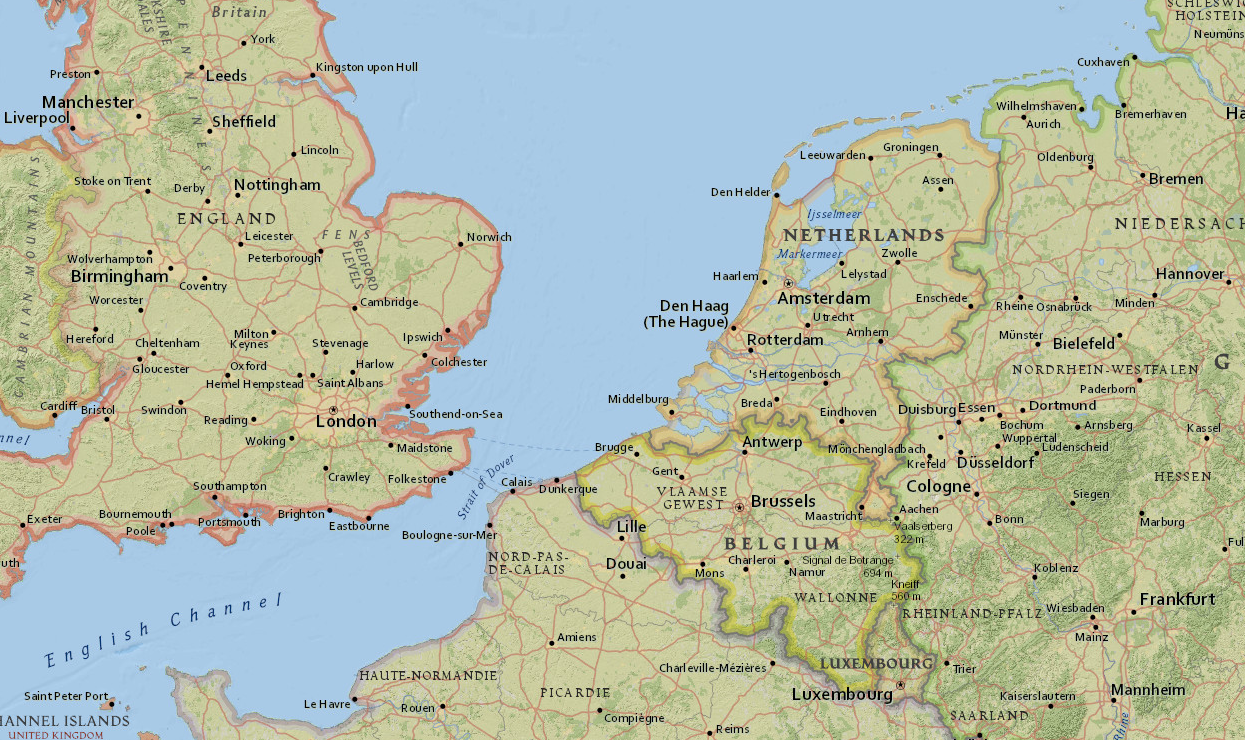 Britain
PENNINES
SHIRE
DALES
York
Leeds
Preston
Kingston upon Hull
Manchester
Liverpool
Sheffield
Lincoln
Stoke on Trent
Derby
Nottingham
ENGLAND
Leicester
FENS
BEDFORD
LEVELS
Norwich
Peterborough
Wolverhampton
Birmingham
Coventry
Worcester
Cambridge
CAMBRIAN MOUNTAINS
Hereford
Cheltenham
Milton
Keynes
Stevenage
Ipswich
Gloucester
Oxford
Harlow
Colchester
Hemel Hempstead
Saint Albans
Cardiff
Bristol
Swindon
Reading
London
Southend-on-Sea
nnel
Woking
Maidstone
Crawley
Folkestone
Strait of Dover
Southampton
Exeter
Bournemouth
Poole
Portsmouth
Brighton
Eastbourne
uth
English Channel
Saint Peter Port
HANNEL ISLANDS
UNITED KINGDOM
SCHLESWIG
HOLSTEIN
Neumüns
Cuxhaven
Wilhelmshaven
Aurich
Bremerhaven
Ha
Leeuwarden
Groningen
Oldenburg
Assen
Bremen
Den Helder
Ijsselmeer
NIEDERSACH
NETHERLANDS
Markermeer
Zwolle
Haarlem
Lelystad
Hannover
Amsterdam
Enschede
Rheine
Osnabrück
Minden
Den Haag
(The Hague)
Utrecht
Arnhem
Rotterdam
Münster
Bielefeld
G
's Hertogenbosch
NORDRHEIN-WESTFALEN
Paderborn
Middelburg
Breda
Eindhoven
Duisburg
Essen
Dortmund
Bochum
Arnsberg
Kassel
Brugge
Antwerp
Mönchengladbach
Wuppertal
Lüdenscheid
Krefeld
Düsseldorf
Gent
HESSEN
Calais
Dunkerque
VLAAMSE
GEWEST
Brussels
Cologne
Siegen
Maastricht
Aachen
Bonn
Marburg
Vaalserberg
322 m
Boulogne-sur-Mer
Lille
BELGIUM
Ful
NORD-PAS-
DE-CALAIS
Douai
Charleroi
Signal de Botrange
694 m
Mons
Namur
Koblenz
Kneiff
560 m
WALLONNE
Frankfurt
RHEINLAND-PFALZ
Wiesbaden
Mainz
Amiens
Charleville-Mézières
LUXEMBOURG
Trier
HAUTE-NORMANDIE
Luxembourg
Mannheim
Kaiserslautern
PICARDIE
Le Havre
Rouen
Compiègne
SAARLAND
Reims
Rhine